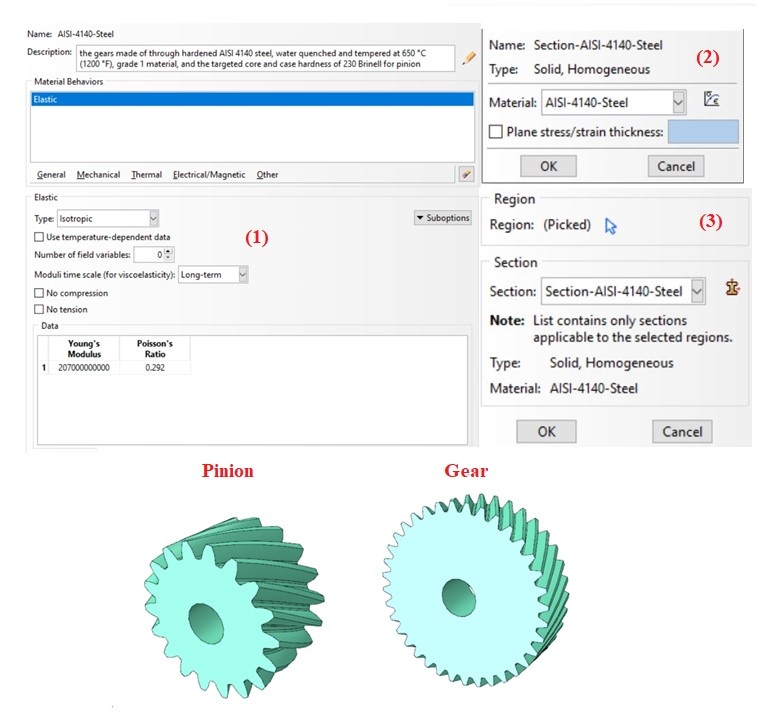 Name: AISI-4140-Steel
Description: the gears made of through hardened AISI 4140 steel, water quenched and tempered at 650 °C
(1200 °F), grade 1 material, and the targeted core and case hardness of 230 Brinell for pinion
Material Behaviors
Elastic
General Mechanical Thermal Electrical/Magnetic Other
Elastic
Type: Isotropic
Suboptions
Use temperature-dependent data
(1)
Number of field variables: 0
Moduli time scale (for viscoelasticity): Long-term
No compression
No tension
Data
Young's Poisson's
Modulus Ratio
1 207000000000 0.292
Name: Section-AISI-4140-Steel
(2)
Type: Solid, Homogeneous
Material: AISI-4140-Steel
Plane stress/strain thickness:
OK Cancel
Region
Region: (Picked)
(3)
Section
Section: Section-AISI-4140-Steel
Note: List contains only sections
applicable to the selected regions.
Type: Solid, Homogeneous
Material: AISI-4140-Steel
OK Cancel
Pinion Gear